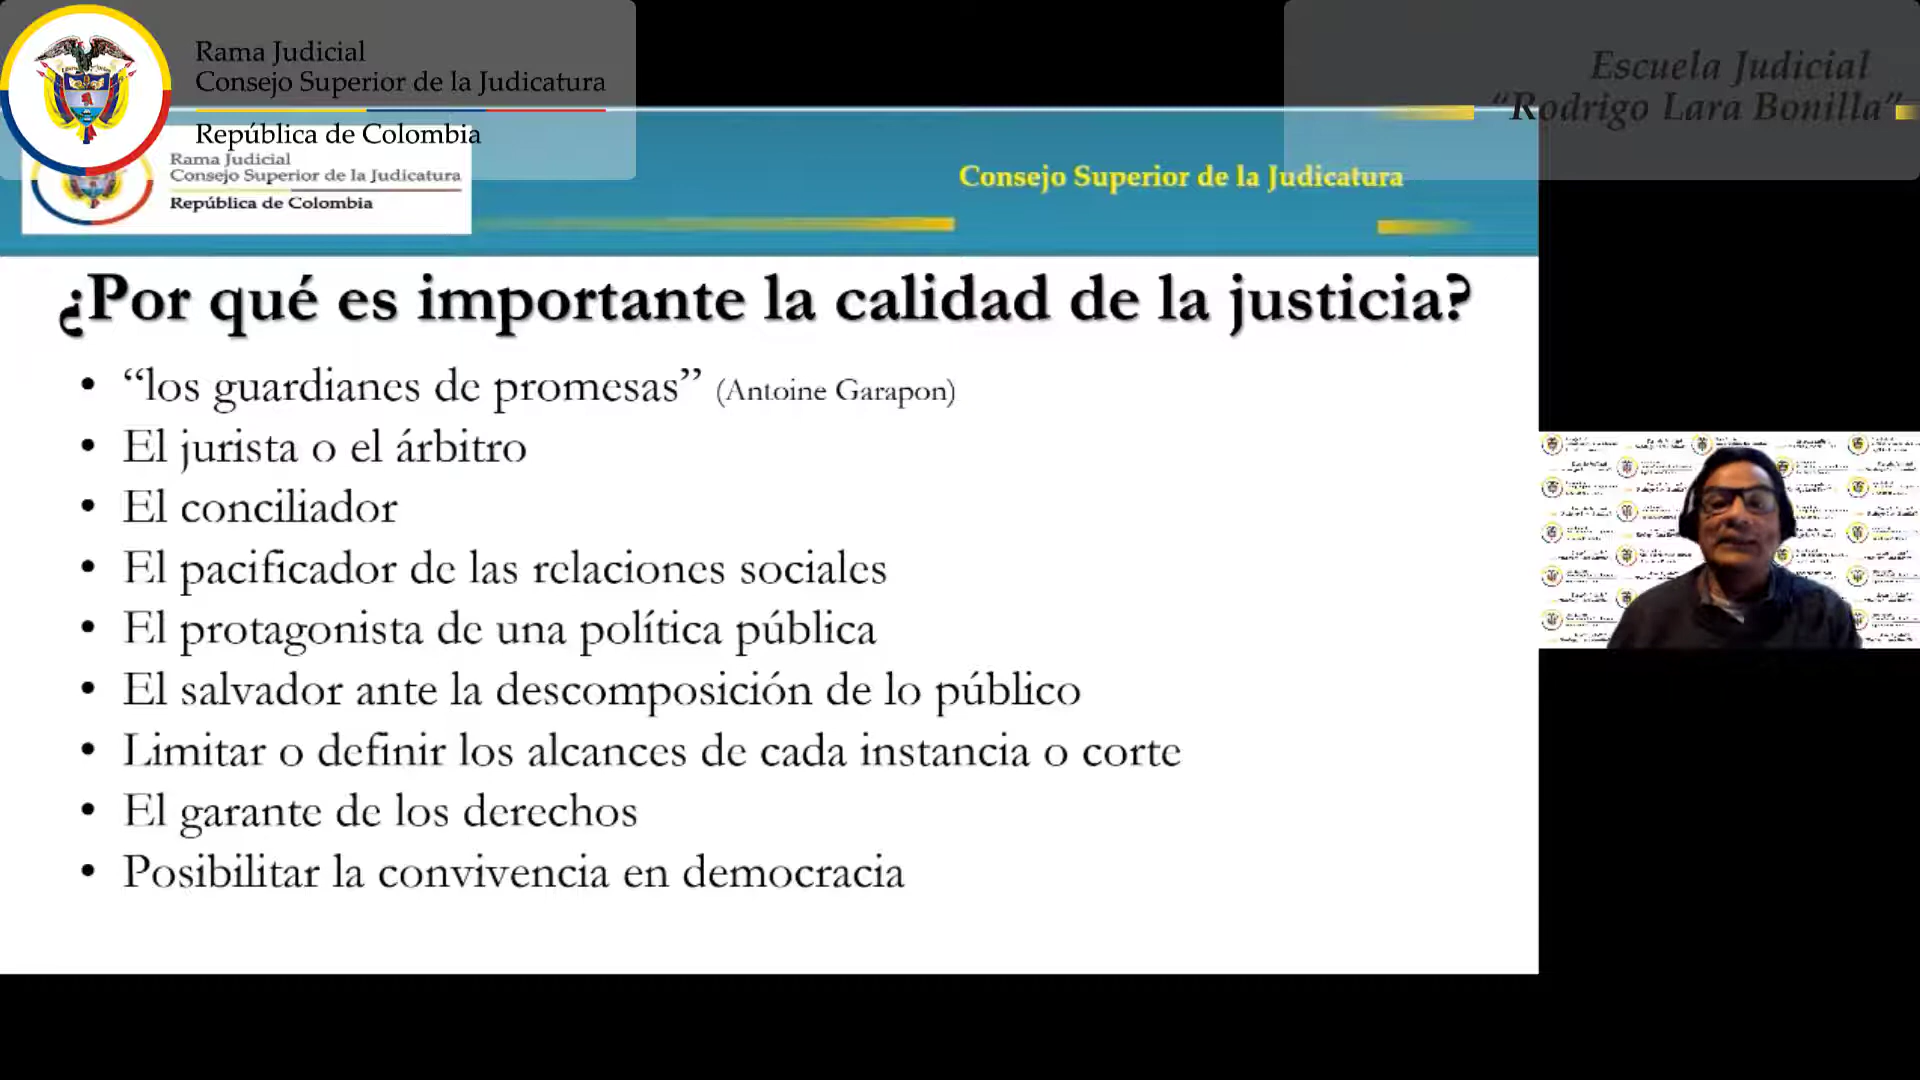 Rama Judicial
Consejo Superior de la Judicatura
República de Colombia
Escuela Judicial
“Rodrigo Lara Bonilla”
Rama Judicial
Consejo Superior de la Judicatura
República de Colombia
Consejo Superior de la Judicatura
¿Por qué es importante la calidad de la justicia?
• “los guardianes de promesas” (Antoine Garapon)
• El jurista o el árbitro
• El conciliador
• El pacificador de las relaciones sociales
• El protagonista de una política pública
• El salvador ante la descomposición de lo público
• Limitar o definir los alcances de cada instancia o corte
• El garante de los derechos
• Posibilitar la convivencia en democracia